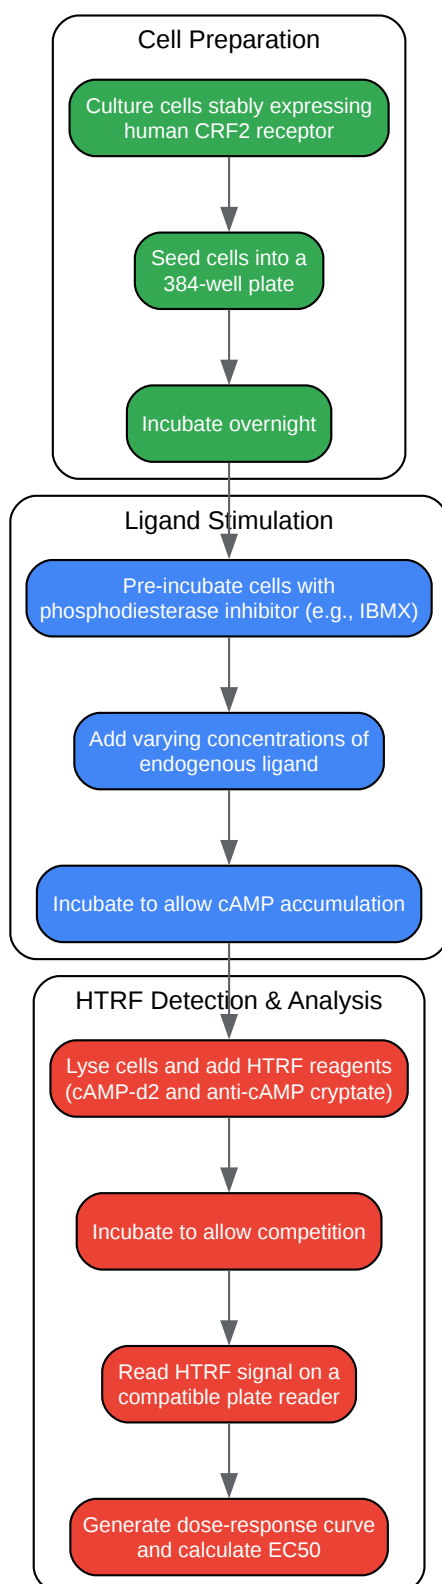 Cell Preparation
Culture cells stably expressing
human CRF2 receptor
Seed cells into a
384-well plate
Incubate overnight
Ligand Stimulation
Pre-incubate cells with
phosphodiesterase inhibitor (e.g., IBMX)
Add varying concentrations of
endogenous ligand
Incubate to allow cAMP accumulation
HTRF Detection & Analysis
Lyse cells and add HTRF reagents
(cAMP-d2 and anti-cAMP cryptate)
Incubate to allow competition
Read HTRF signal on a
compatible plate reader
Generate dose-response curve
and calculate EC50